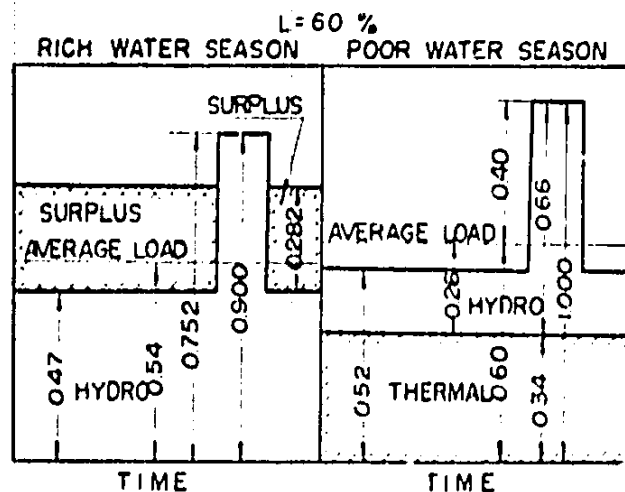 L = 60 %
RICH WATER SEASON
POOR WATER SEASON
SURPLUS
SURPLUS
AVERAGE LOAD
0.282
0.752
0.900
0.47
0.54
HYDRO
0.40
0.66
AVERAGE LOAD
0.26
HYDRO
1.000
0.52
THERMAL
0.60
0.34
TIME
TIME